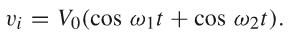 vᵢ = V₀(cos ω₁t + cos ω₂t).